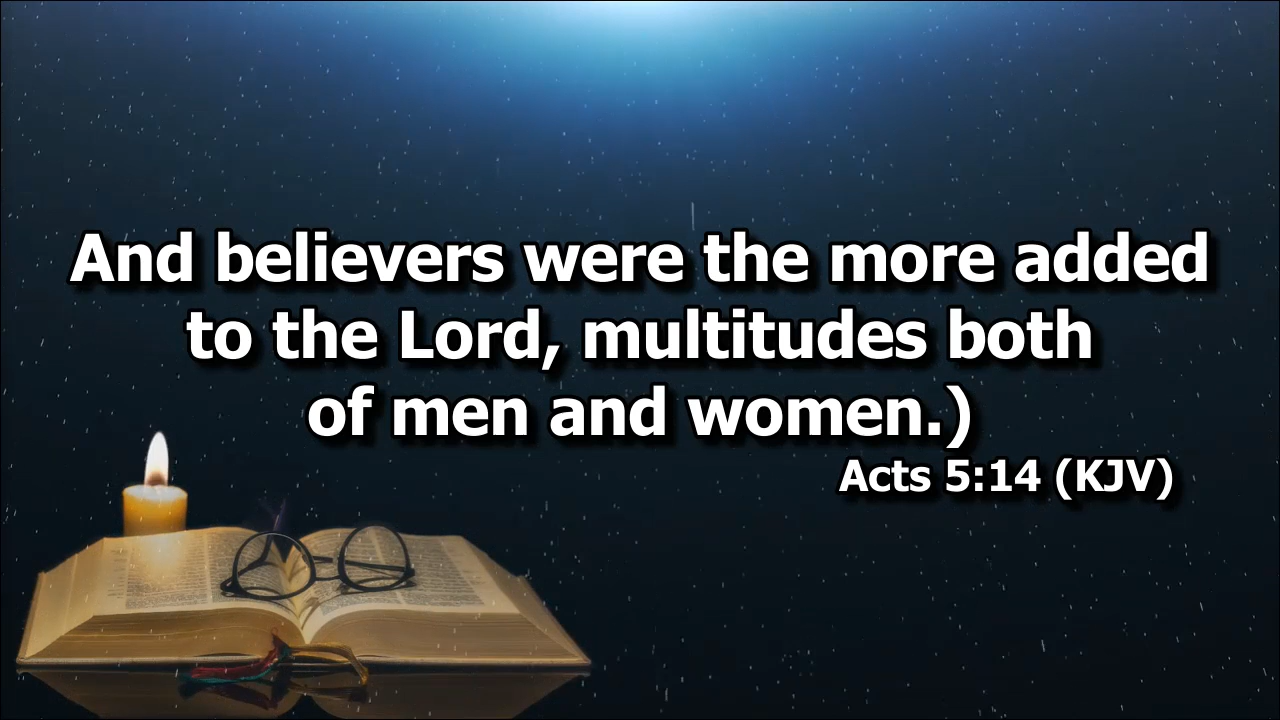 And believers were the more added
to the Lord, multitudes both
of men and women.)
Acts 5:14 (KJV)